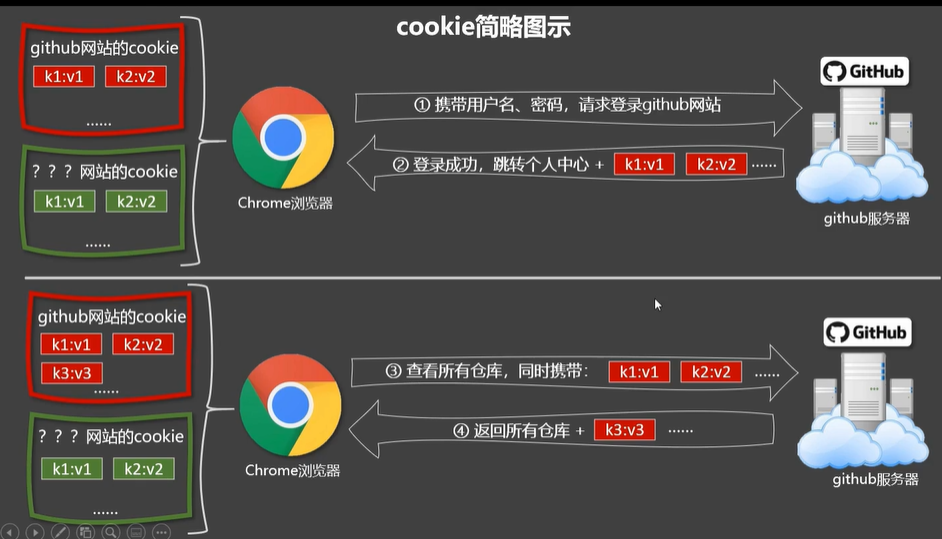 cookie简略图示
github网站的cookie
k1:v1 k2:v2
......
？？？网站的cookie
k1:v1 k2:v2
......
Chrome浏览器
① 携带用户名、密码，请求登录github网站
② 登录成功，跳转个人中心 + k1:v1 k2:v2 ......
GitHub
github服务器
github网站的cookie
k1:v1 k2:v2
k3:v3
......
？？？网站的cookie
k1:v1 k2:v2
......
Chrome浏览器
③ 查看所有仓库，同时携带： k1:v1 k2:v2 ......
④ 返回所有仓库 + k3:v3 ......
GitHub
github服务器